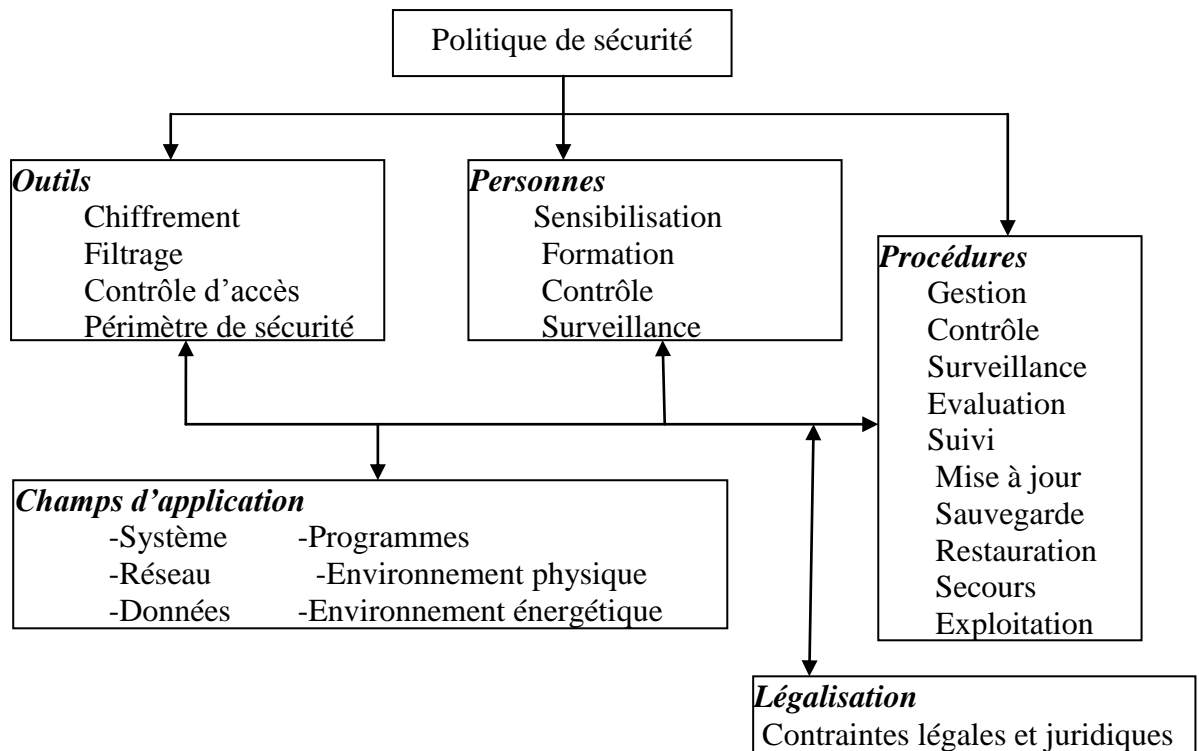 Politique de sécurité
Outils
Chiffrement
Filtrage
Contrôle d’accès
Périmètre de sécurité
Personnes
Sensibilisation
Formation
Contrôle
Surveillance
Procédures
Gestion
Contrôle
Surveillance
Evaluation
Suivi
Mise à jour
Sauvegarde
Restauration
Secours
Exploitation
Champs d’application
-Système -Programmes
-Réseau -Environnement physique
-Données -Environnement énergétique
Légalisation
Contraintes légales et juridiques